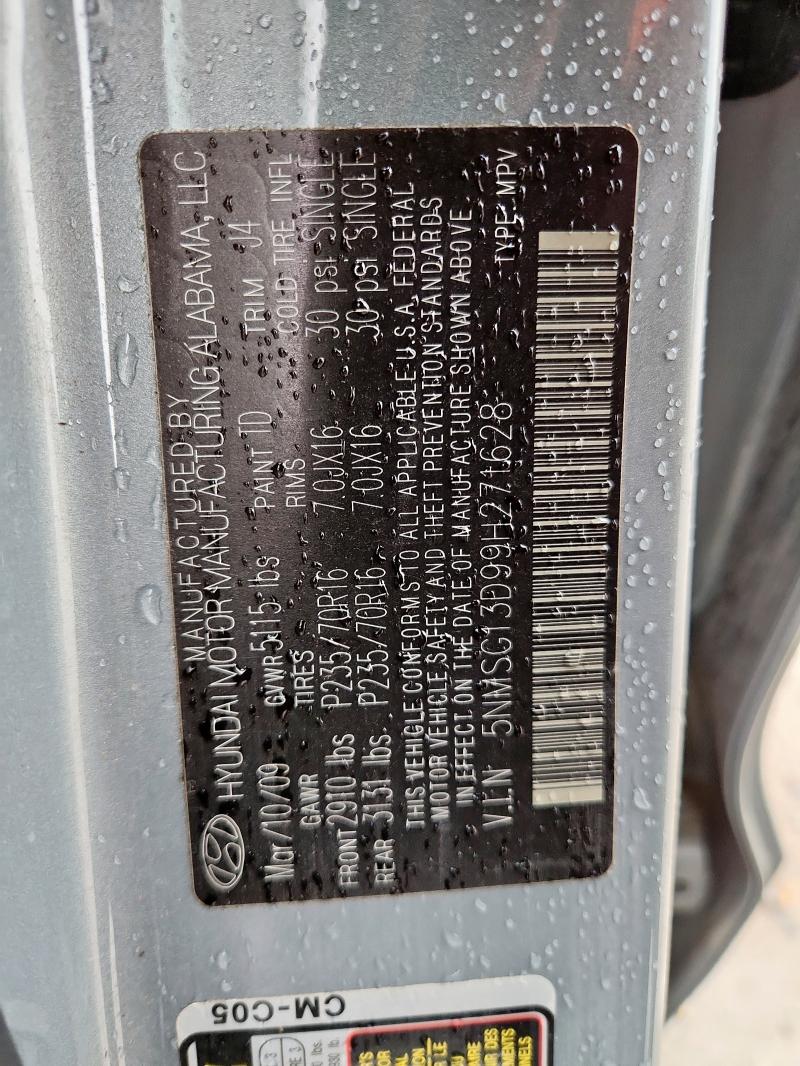 MANUFACTURED BY
HYUNDAI MOTOR MANUFACTURING ALABAMA, LLC
Mar/10/09 GVWR 5115 lbs PAINT ID TRIM J4
GAWR TIRES RIMS COLD TIRE INFL
FRONT 2910 lbs P235/70R16 7.0JX16 30 psi SINGLE
REAR 3131 lbs. P235/70R16 7.0JX16 30 psi SINGLE
THIS VEHICLE CONFORMS TO ALL APPLICABLE U.S.A. FEDERAL
MOTOR VEHICLE SAFETY AND THEFT PREVENTION STANDARDS
IN EFFECT ON THE DATE OF MANUFACTURE SHOWN ABOVE
VIN 5NMSG13D99H271628 TYPE: MPV
CM-C05